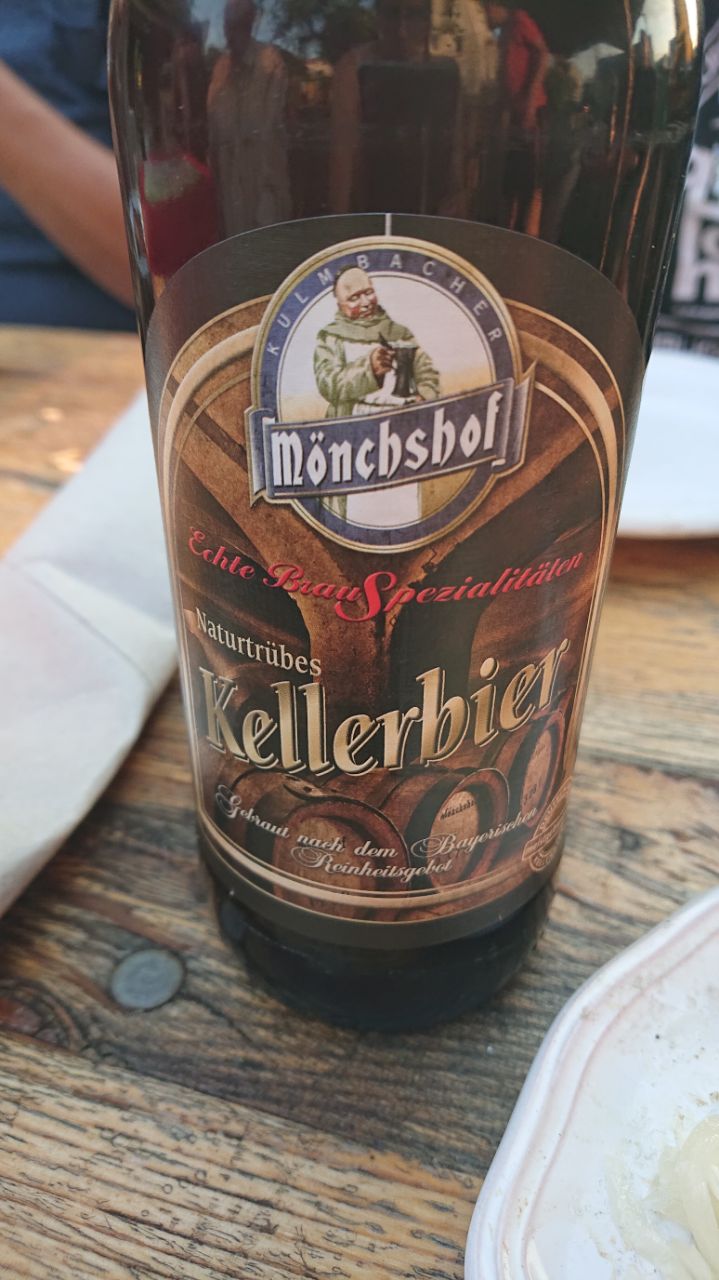 KULMBACHER
Mönchshof
Echte BrauSpezialitäten
Naturtrübes
Kellerbier
Gebraut nach dem Bayerischen
Reinheitsgebot